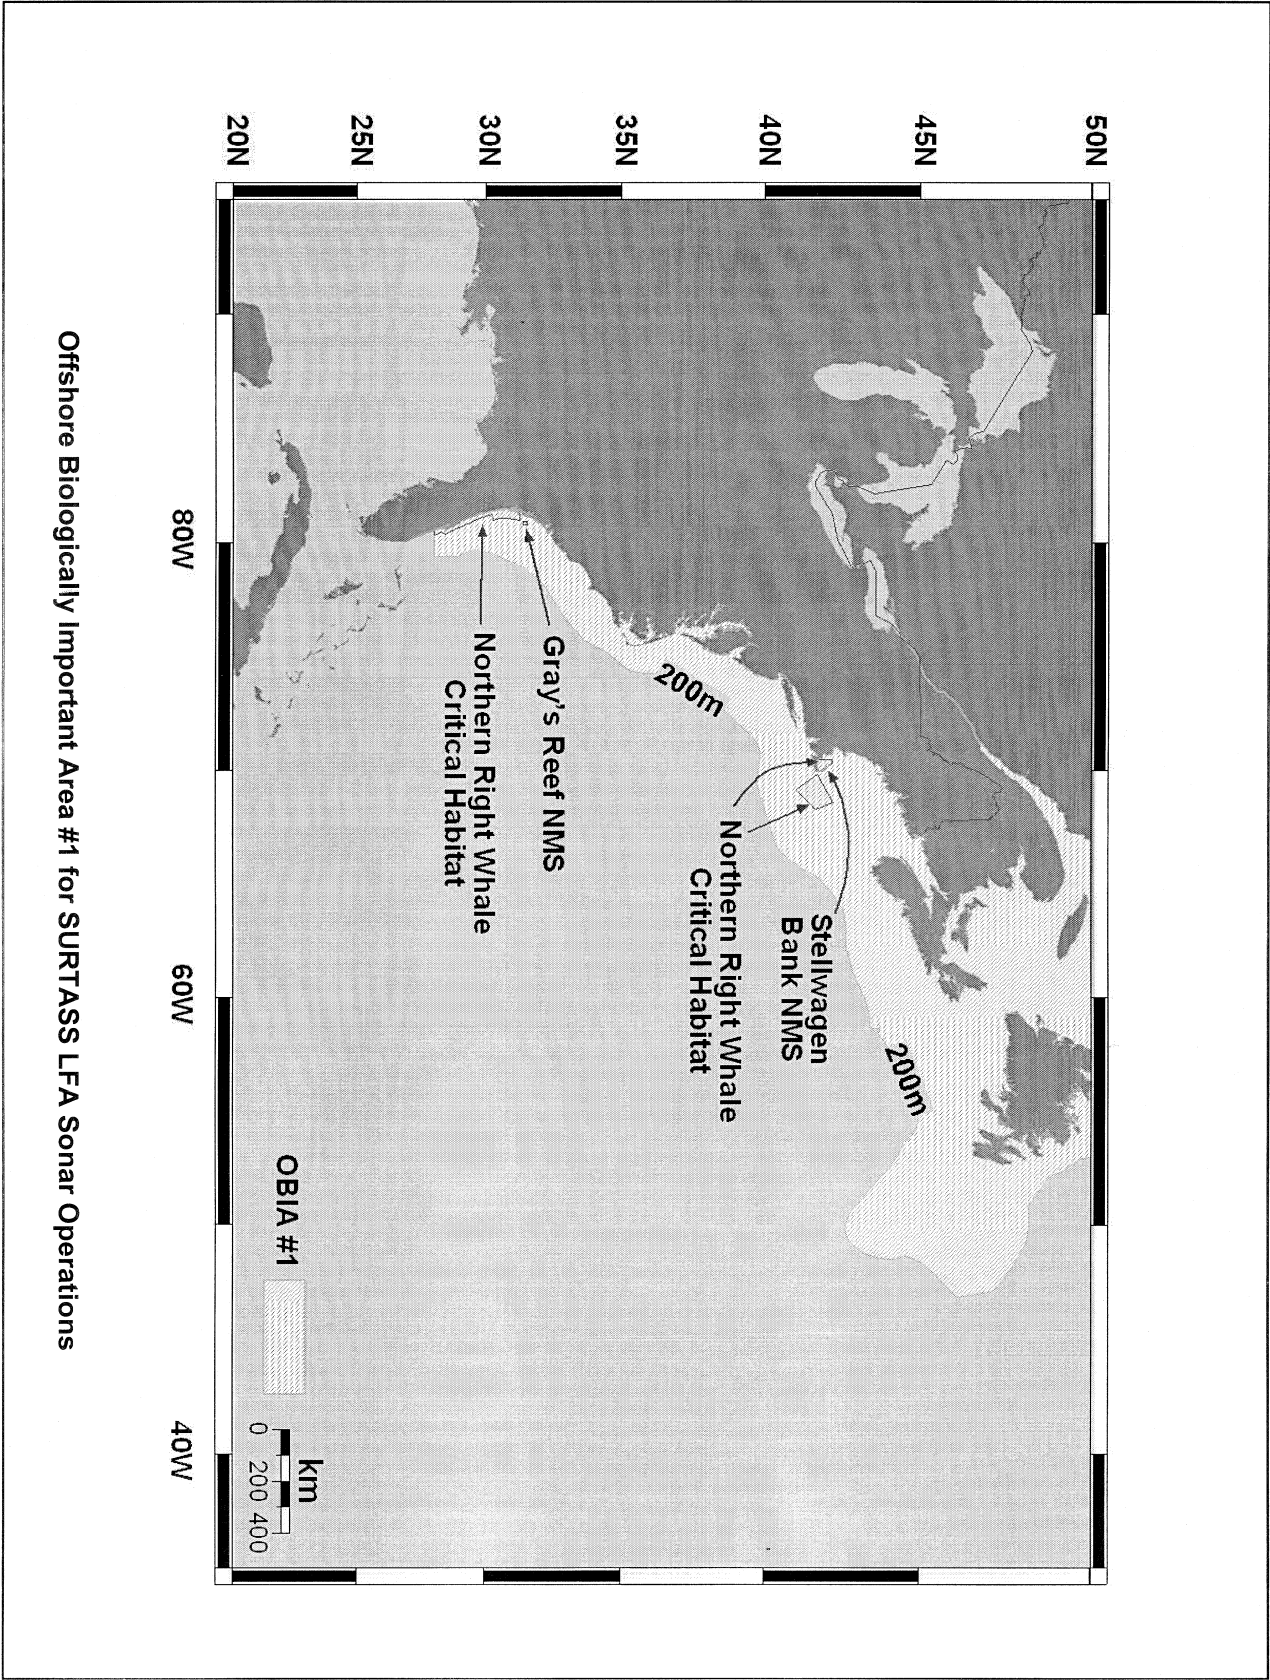 50N
45N
40N
35N
30N
25N
20N
200m
200m
Stellwagen
Bank NMS
Northern Right Whale
Critical Habitat
Gray's Reef NMS
Northern Right Whale
Critical Habitat
OBIA #1
km
0 200 400
80W
60W
40W
Offshore Biologically Important Area #1 for SURTASS LFA Sonar Operations